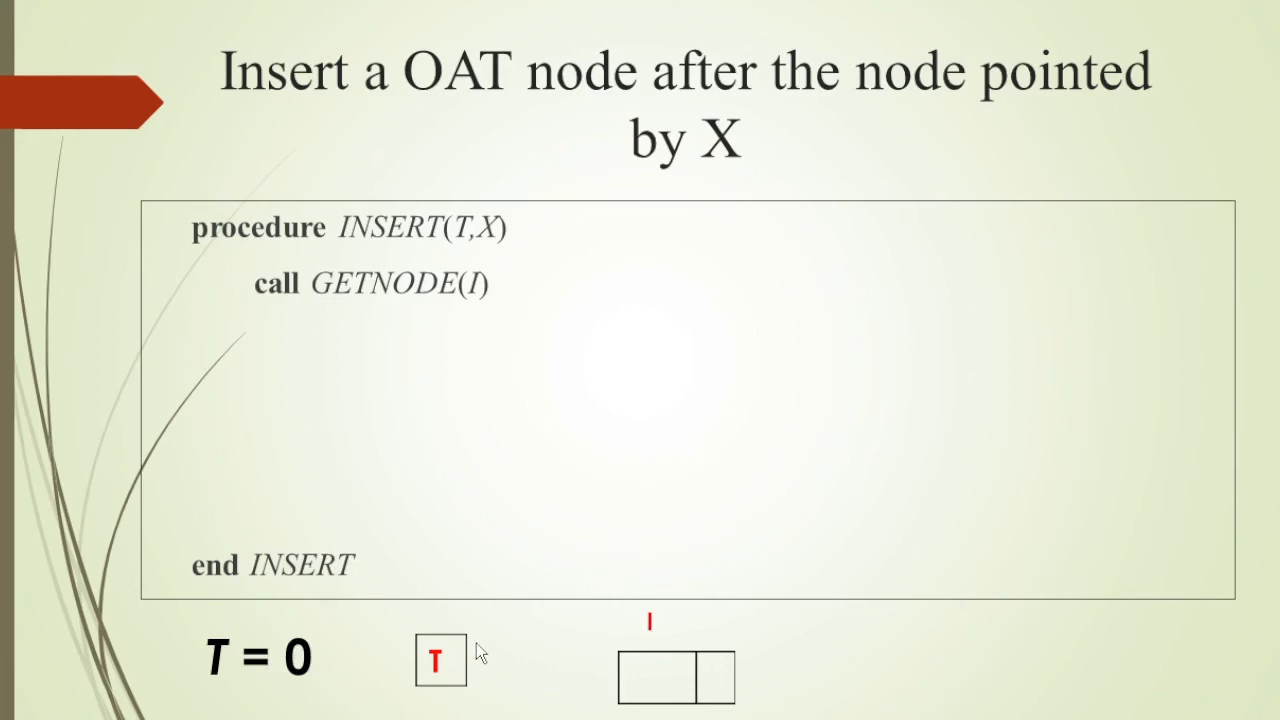 Insert a OAT node after the node pointed
by X
procedure INSERT(T,X)
call GETNODE(I)
end INSERT
I
T = 0
T